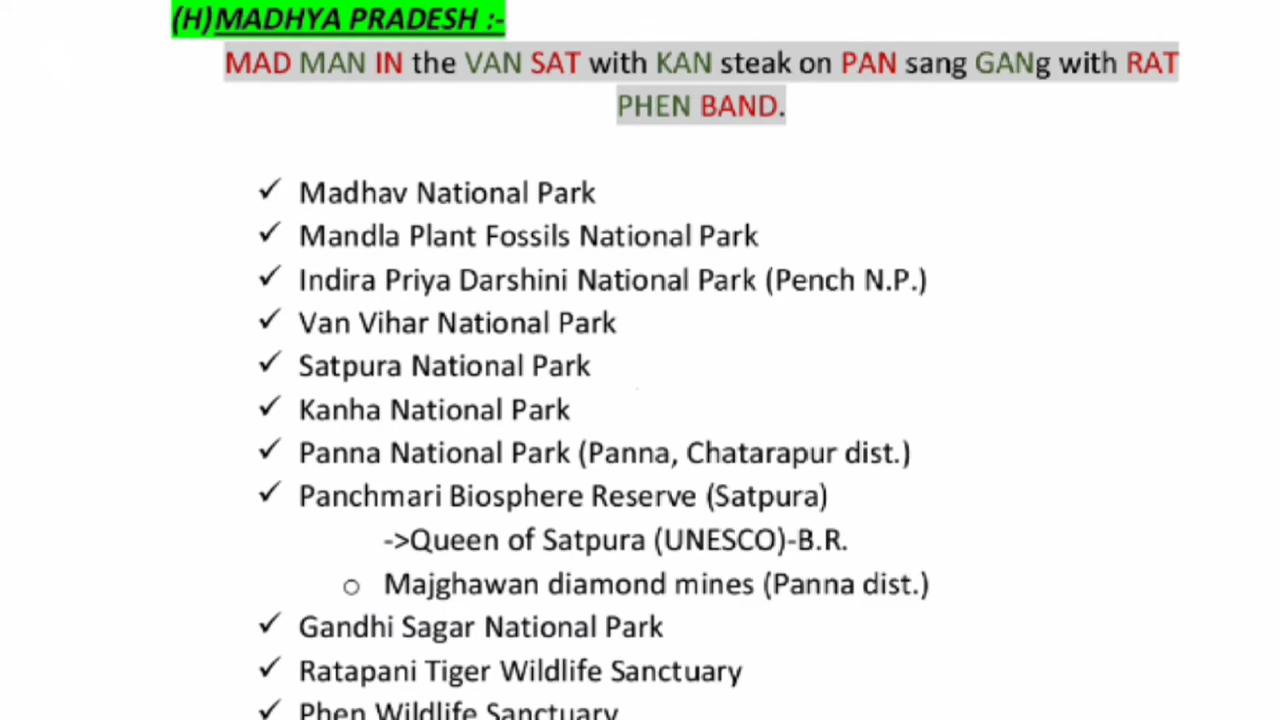 (H)MADHYA PRADESH :-
MAD MAN IN the VAN SAT with KAN steak on PAN sang GANg with RAT
PHEN BAND.
✓ Madhav National Park
✓ Mandla Plant Fossils National Park
✓ Indira Priya Darshini National Park (Pench N.P.)
✓ Van Vihar National Park
✓ Satpura National Park
✓ Kanha National Park
✓ Panna National Park (Panna, Chatarapur dist.)
✓ Panchmari Biosphere Reserve (Satpura)
->Queen of Satpura (UNESCO)-B.R.
o Majghawan diamond mines (Panna dist.)
✓ Gandhi Sagar National Park
✓ Ratapani Tiger Wildlife Sanctuary
✓ Phen Wildlife Sanctuary